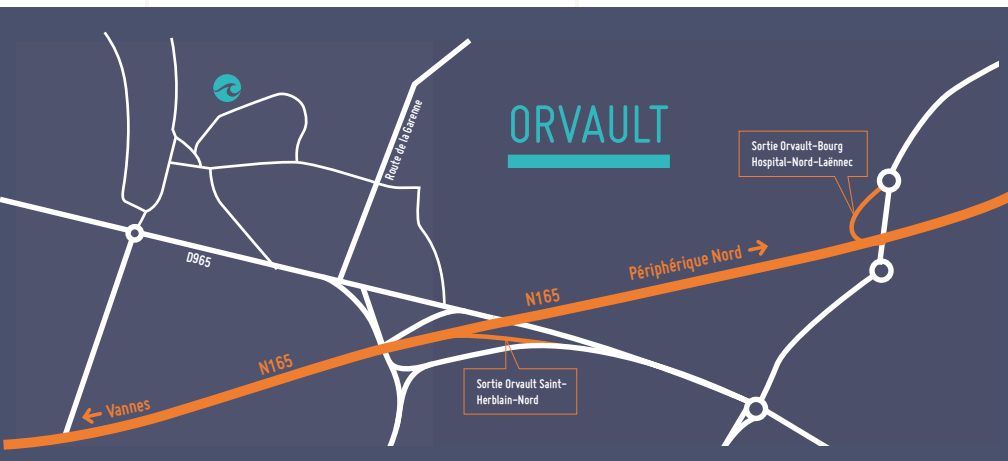 ORVAULT
Route de la Garenne
Sortie Orvault-Bourg
Hospital-Nord-Laënnec
D965
Périphérique Nord →
N165
N165
← Vannes
Sortie Orvault Saint-
Herblain-Nord